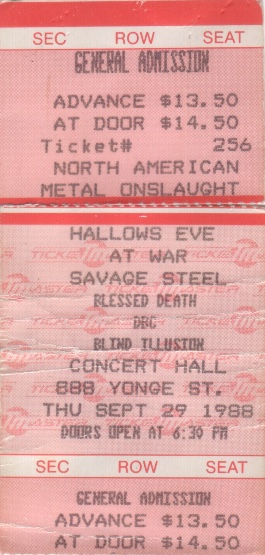 SEC ROW SEAT
GENERAL ADMISSION
ADVANCE $13.50
AT DOOR $14.50
Ticket# 256
NORTH AMERICAN
METAL ONSLAUGHT
HALLOWS EVE
AT WAR
SAVAGE STEEL
BLESSED DEATH
DBC
BLIND ILLUSION
CONCERT HALL
888 YONGE ST.
THU SEPT 29 1988
DOORS OPEN AT 6:30 PM
SEC ROW SEAT
GENERAL ADMISSION
ADVANCE $13.50
AT DOOR $14.50